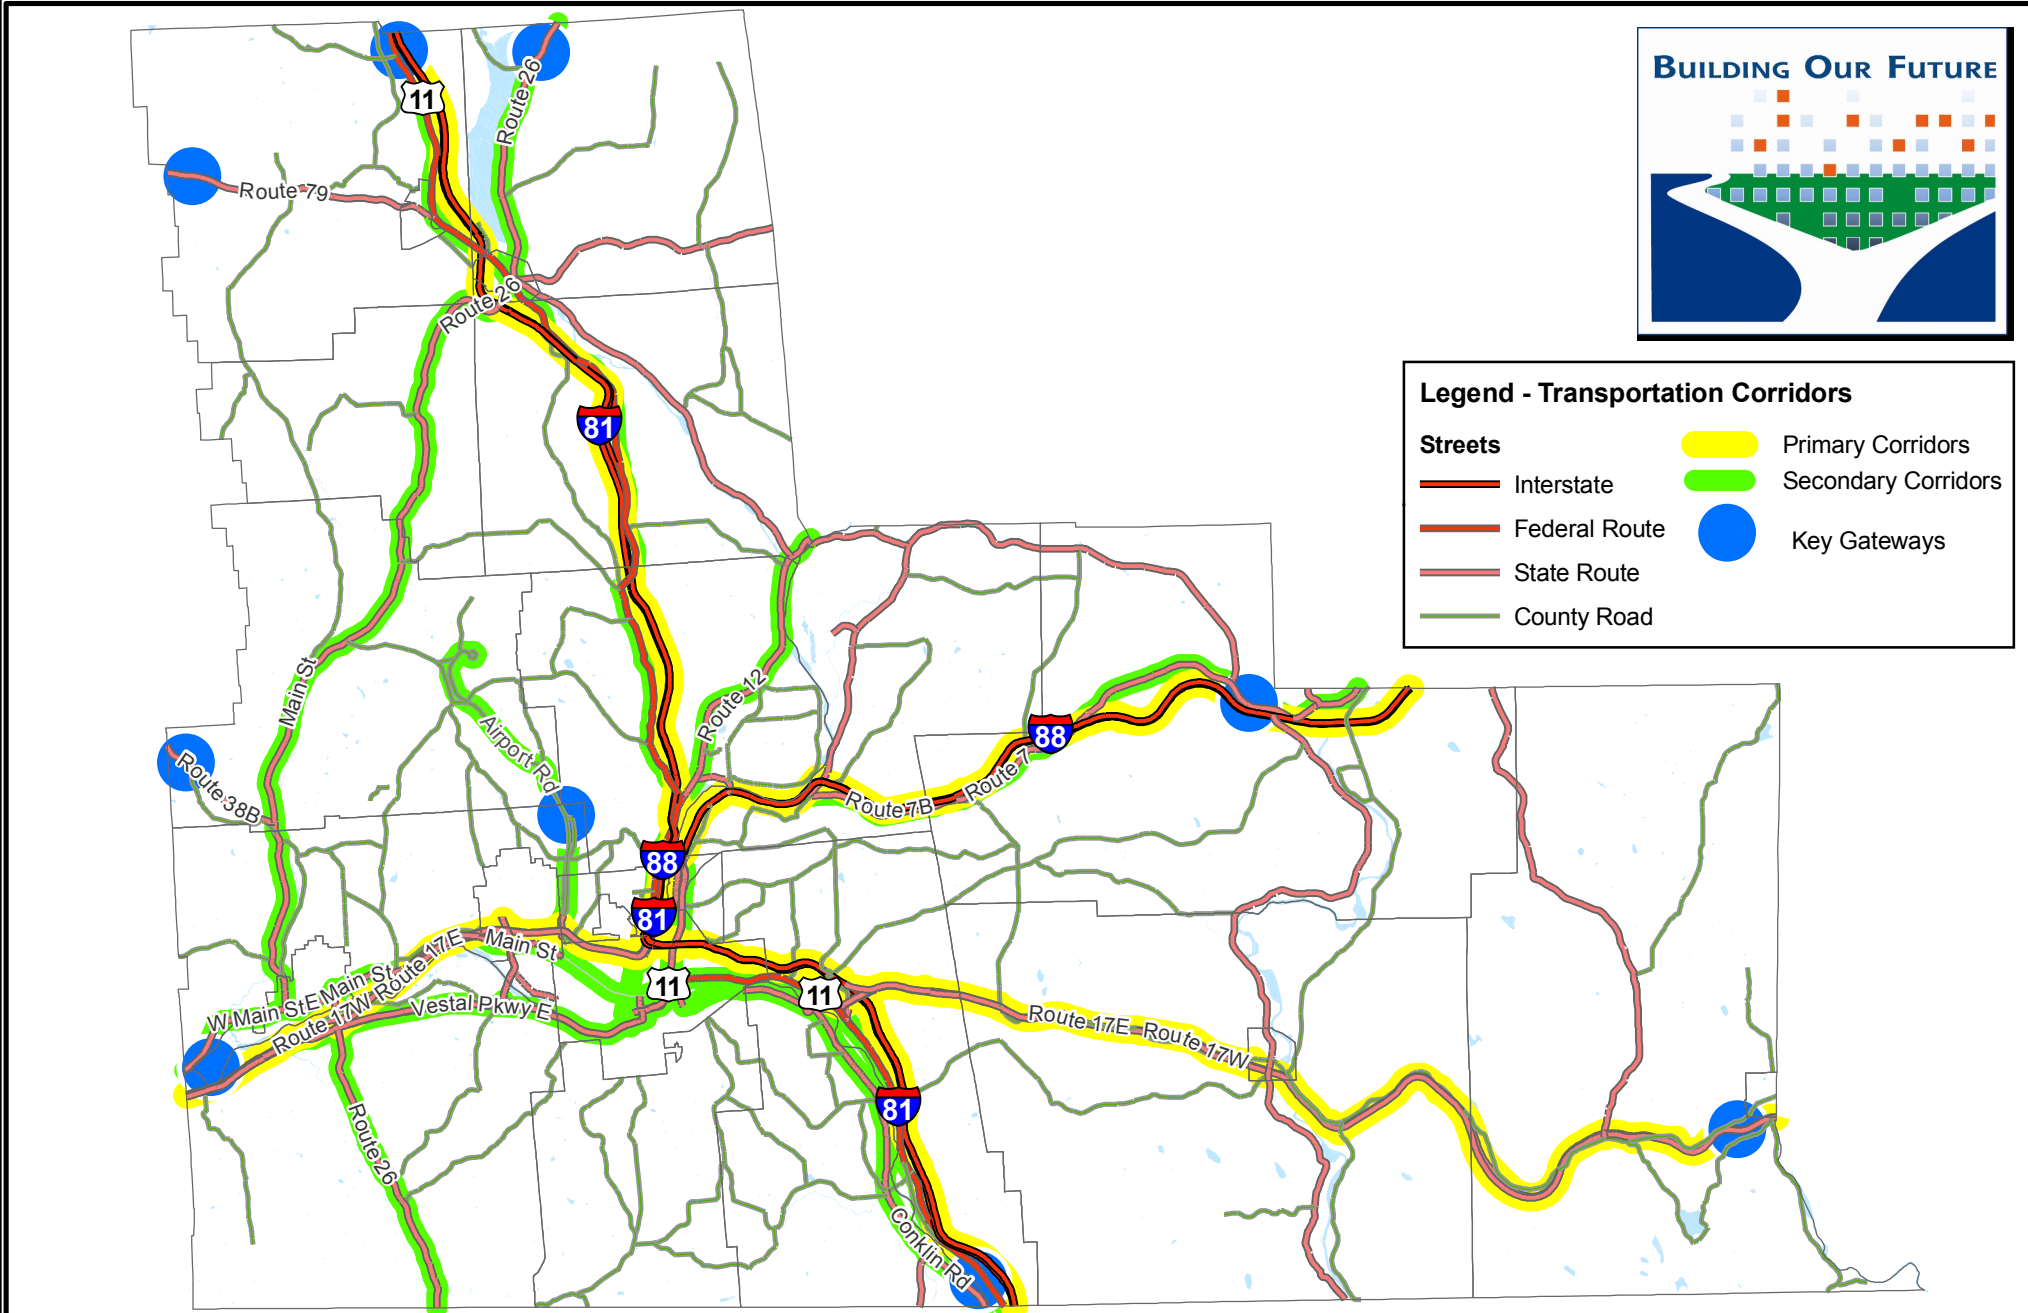 BUILDING OUR FUTURE
Legend - Transportation Corridors
Streets
Interstate
Federal Route
State Route
County Road
Primary Corridors
Secondary Corridors
Key Gateways
11
Route 26
Route 79
Route 26
81
Main St
Airport Rd
Route 12
88
Route 7
Route 7B
Route 38B
88
81
Main St
Route 17E
E Main St
W Main St
Route 17W
Vestal Pkwy E
11
11
Route 17E
Route 17W
Route 26
81
Conklin Rd